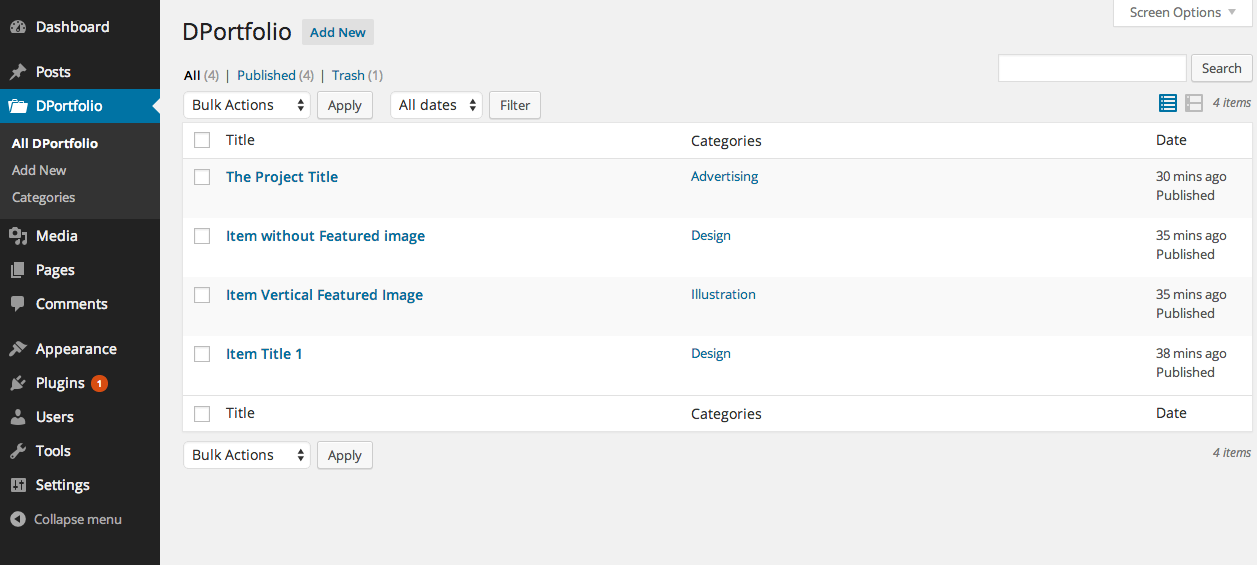 Dashboard
Posts
DPortfolio
All DPortfolio
Add New
Categories
Media
Pages
Comments
Appearance
Plugins 1
Users
Tools
Settings
Collapse menu
Screen Options
DPortfolio Add New
All (4) | Published (4) | Trash (1)
Search
Bulk Actions Apply All dates Filter 4 items
Title Categories Date
The Project Title Advertising 30 mins ago
Published
Item without Featured image Design 35 mins ago
Published
Item Vertical Featured Image Illustration 35 mins ago
Published
Item Title 1 Design 38 mins ago
Published
Title Categories Date
Bulk Actions Apply 4 items